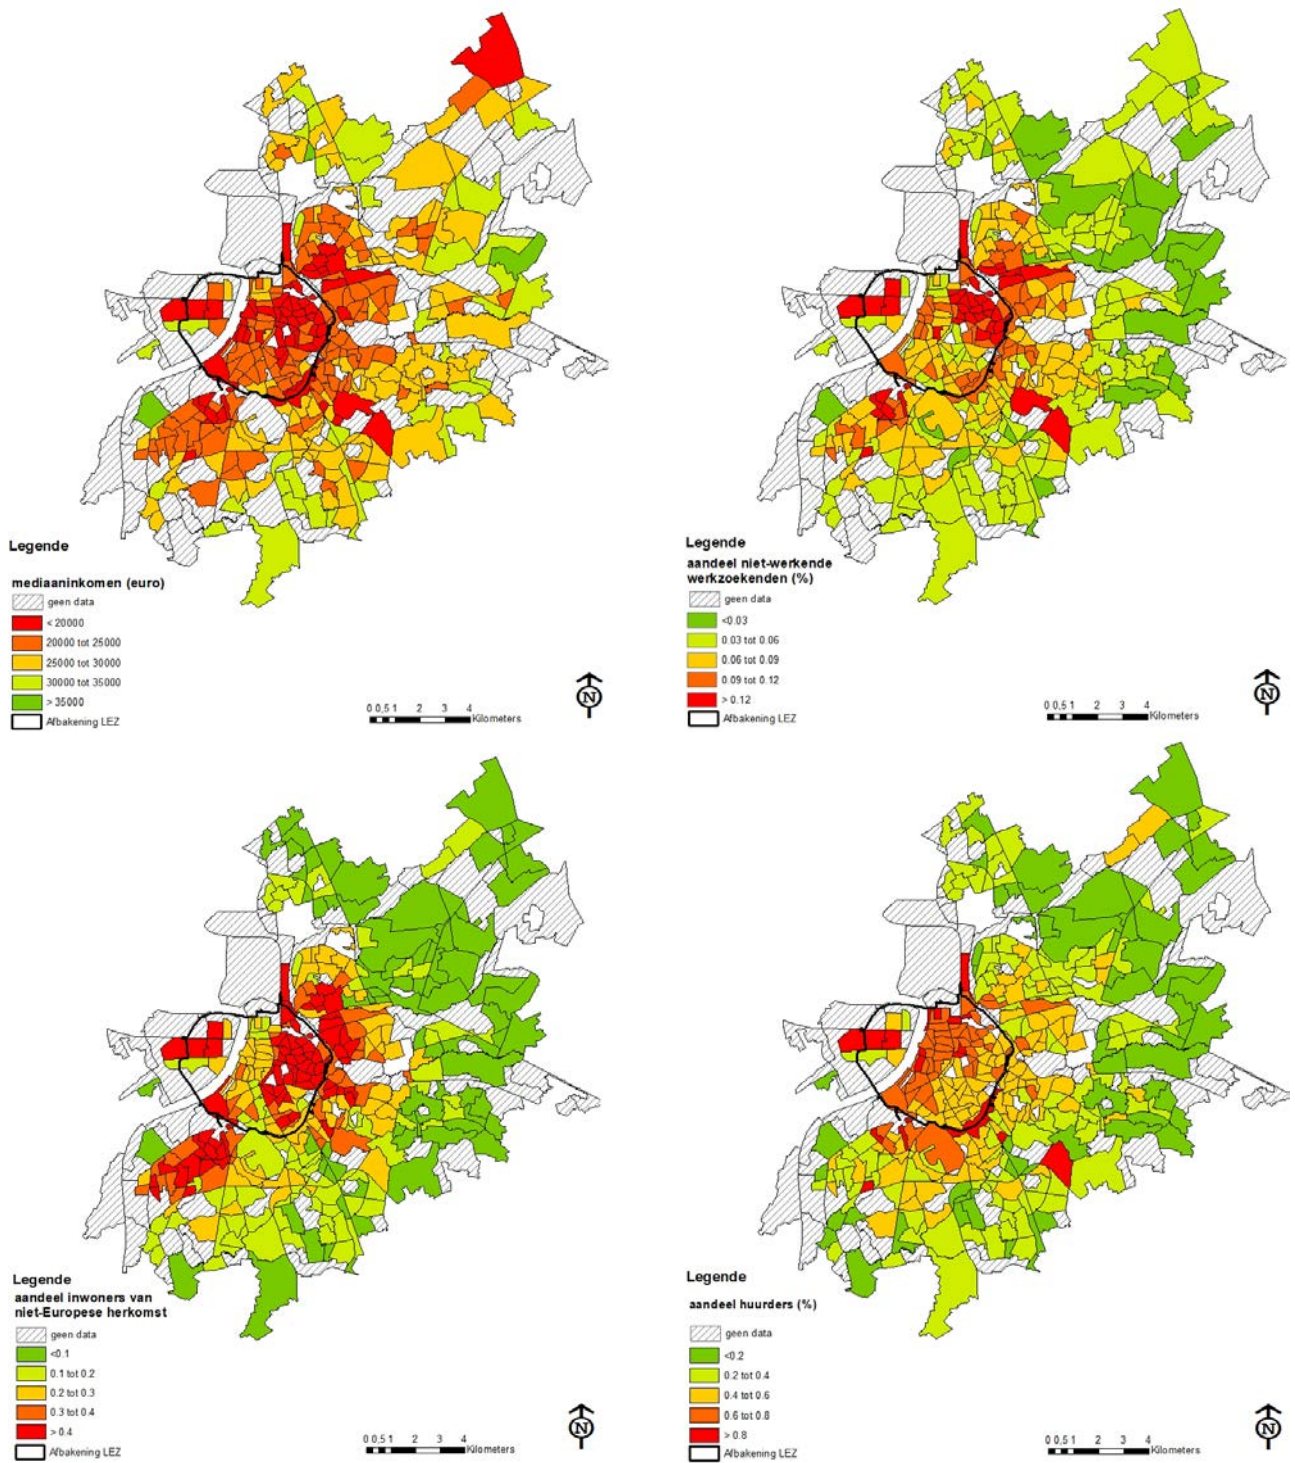 Legende
mediaaninkomen (euro)
geen data
< 20000
20000 tot 25000
25000 tot 30000
30000 tot 35000
> 35000
Afbakening LEZ
0 0,5 1 2 3 4
Kilometers
N
Legende
aandeel niet-werkende
werkzoekenden (%)
geen data
<0.03
0.03 tot 0.06
0.06 tot 0.09
0.09 tot 0.12
> 0.12
Afbakening LEZ
0 0,5 1 2 3 4
Kilometers
N
Legende
aandeel inwoners van
niet-Europese herkomst
geen data
<0.1
0.1 tot 0.2
0.2 tot 0.3
0.3 tot 0.4
> 0.4
Afbakening LEZ
0 0,5 1 2 3 4
Kilometers
N
Legende
aandeel huurders (%)
geen data
<0.2
0.2 tot 0.4
0.4 tot 0.6
0.6 tot 0.8
> 0.8
Afbakening LEZ
0 0,5 1 2 3 4
Kilometers
N